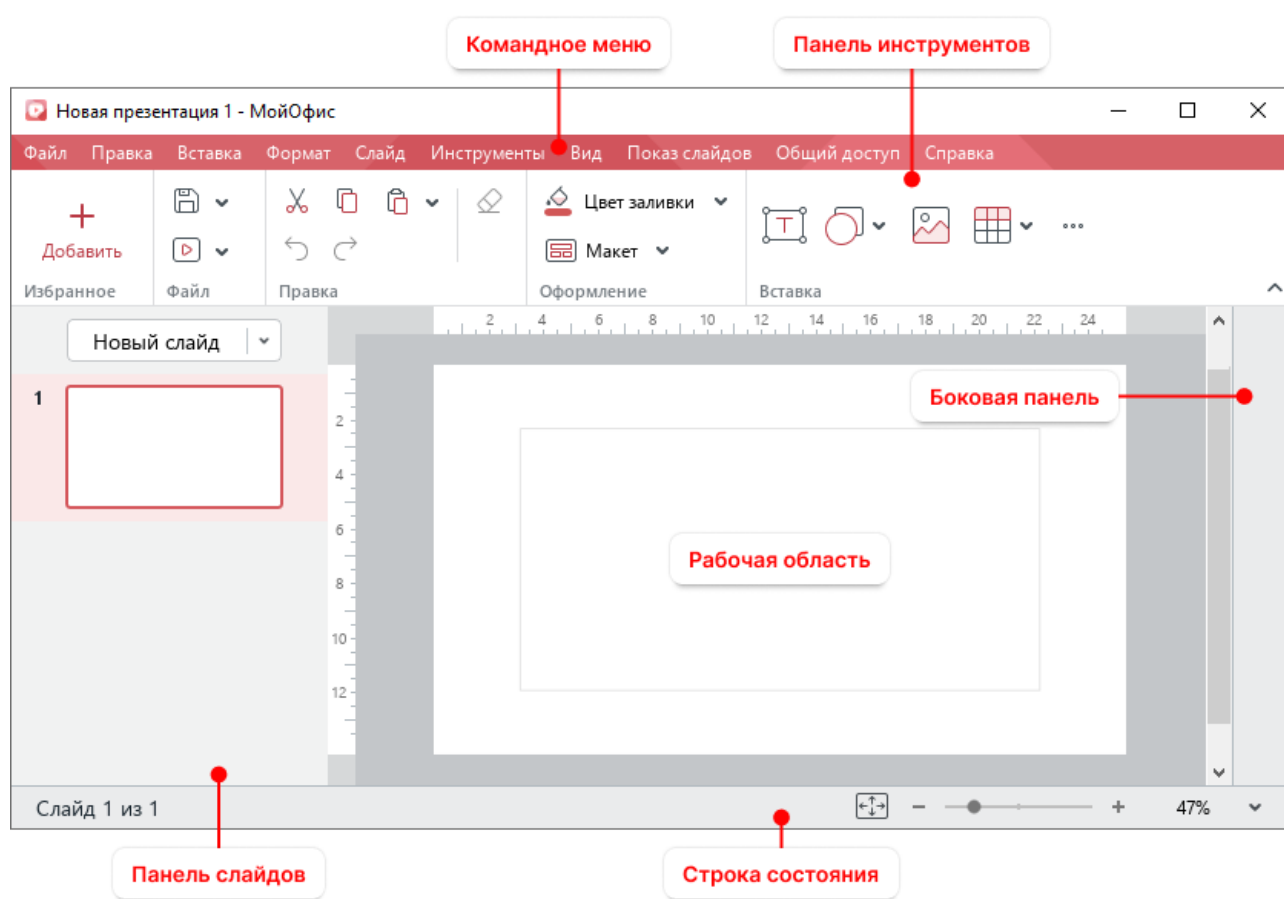 Командное меню
Панель инструментов
Новая презентация 1 - МойОфис
Файл Правка Вставка Формат Слайд Инструменты Вид Показ слайдов Общий доступ Справка
Цвет заливки
Добавить
Макет
Избранное Файл Правка Оформление Вставка
Новый слайд
2 4 6 8 10 12 14 16 18 20 22 24
1
Боковая панель
2
4
6
Рабочая область
8
10
12
Слайд 1 из 1
47%
Панель слайдов
Строка состояния